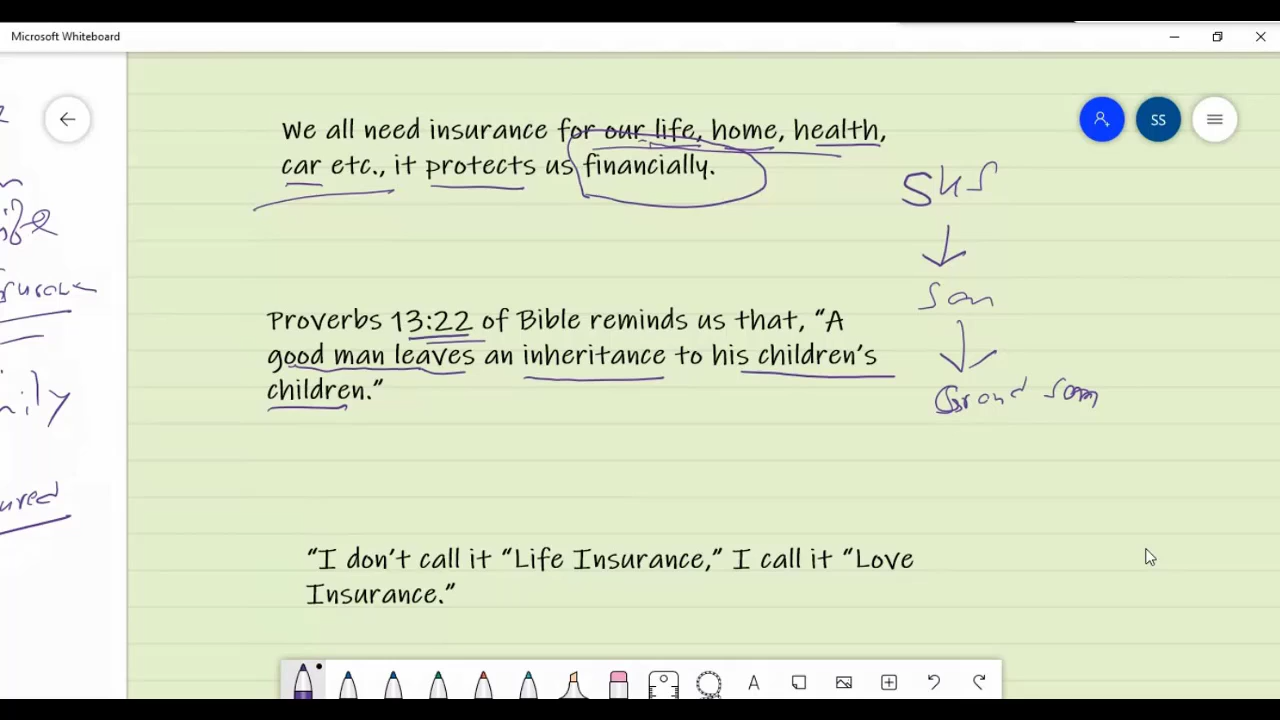 Microsoft Whiteboard
We all need insurance for our life, home, health,
car etc., it protects us financially.
SS
SKS
son
Proverbs 13:22 of Bible reminds us that, “A
good man leaves an inheritance to his children's
children.”
Grand son
“I don't call it “Life Insurance,” I call it “Love
Insurance.”
A